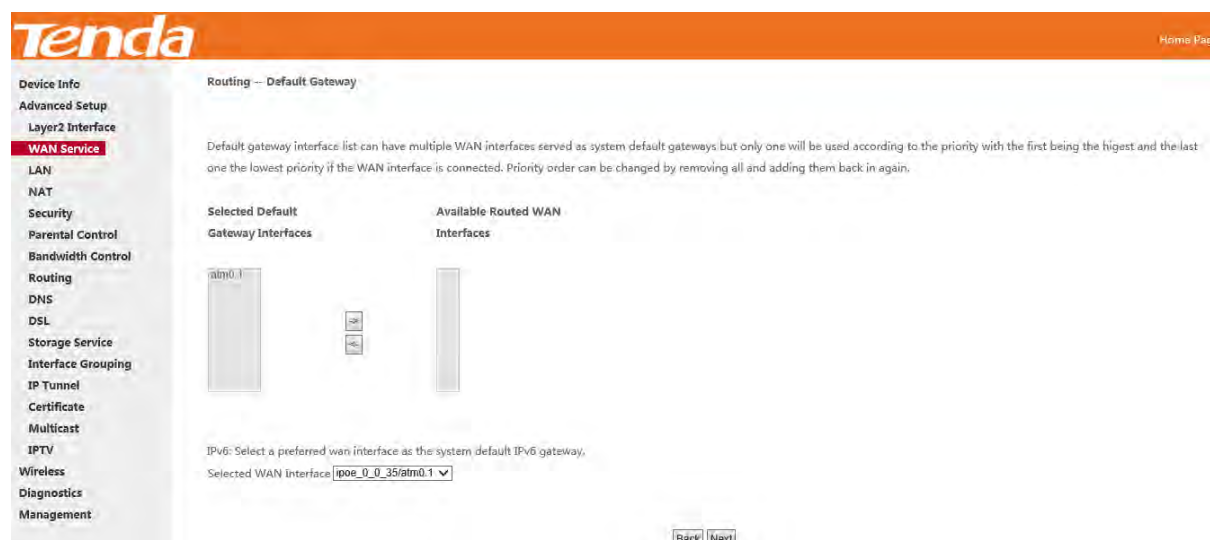 Tenda
Home Pa
Device Info
Advanced Setup
Layer2 Interface
WAN Service
LAN
NAT
Security
Parental Control
Bandwidth Control
Routing
DNS
DSL
Storage Service
Interface Grouping
IP Tunnel
Certificate
Multicast
IPTV
Wireless
Diagnostics
Management
Routing -- Default Gateway
Default gateway interface list can have multiple WAN interfaces served as system default gateways but only one will be used according to the priority with the first being the higest and the last
one the lowest priority if the WAN interface is connected. Priority order can be changed by removing all and adding them back in again.
Selected Default
Gateway Interfaces
Available Routed WAN
Interfaces
atm0.1
->
<-
IPv6: Select a preferred wan interface as the system default IPv6 gateway.
Selected WAN Interface ipoe_0_0_35/atm0.1
Back Next